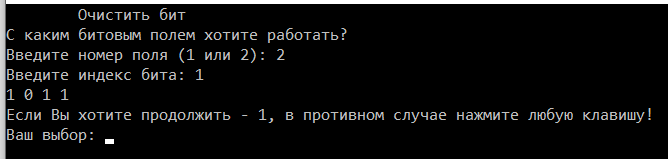 Очистить бит
С каким битовым полем хотите работать?
Введите номер поля (1 или 2): 2
Введите индекс бита: 1
1 0 1 1
Если Вы хотите продолжить - 1, в противном случае нажмите любую клавишу!
Ваш выбор: